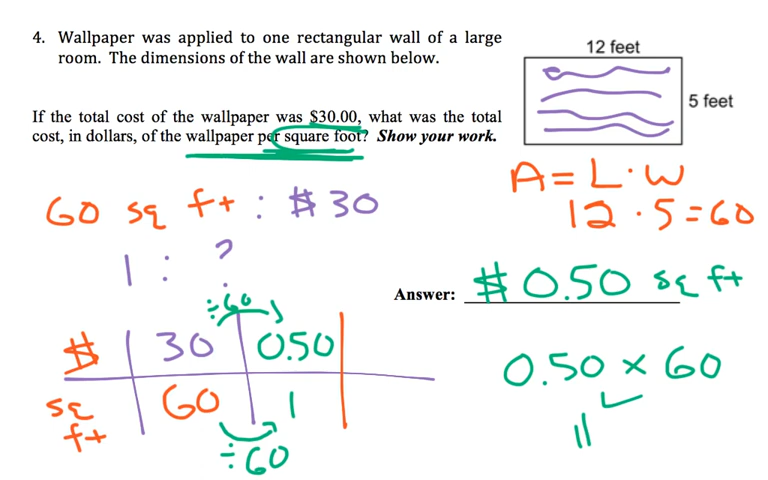 4. Wallpaper was applied to one rectangular wall of a large
room. The dimensions of the wall are shown below.
12 feet
5 feet
If the total cost of the wallpaper was $30.00, what was the total
cost, in dollars, of the wallpaper per square foot? Show your work.
A = L · W
12 · 5 = 60
60 sq ft : $30
1 : ?
Answer: $0.50 sq ft
÷60
$ 30 0.50
sq ft 60 1
÷60
0.50 x 60